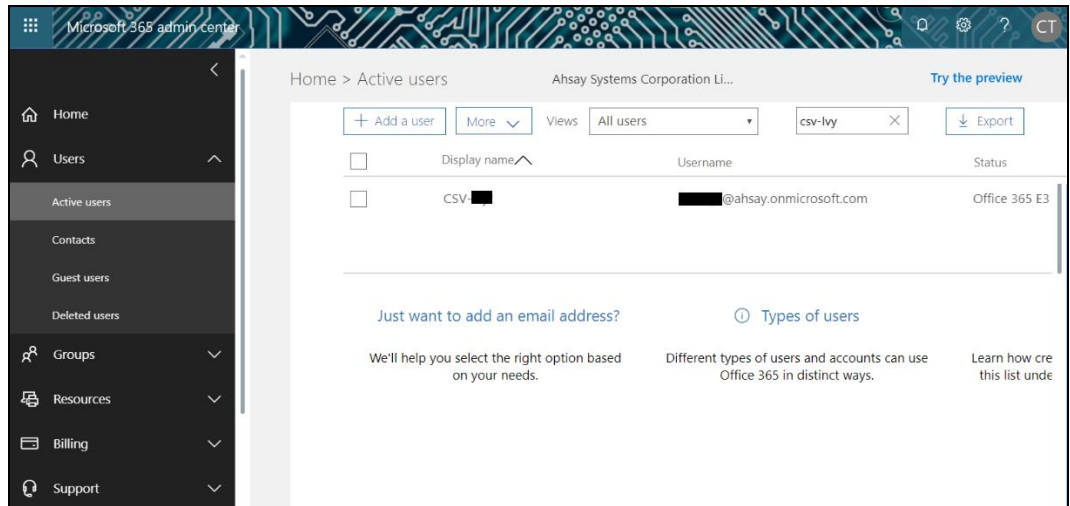 Microsoft 365 admin center
?
CT
Home > Active users
Ahsay Systems Corporation Li...
Try the preview
Home
Users
Active users
Contacts
Guest users
Deleted users
Groups
Resources
Billing
Support
+ Add a user
More
Views
All users
csv-Ivy
Export
Display name
Username
Status
CSV-
@ahsay.onmicrosoft.com
Office 365 E3
Just want to add an email address?
We'll help you select the right option based
on your needs.
Types of users
Different types of users and accounts can use
Office 365 in distinct ways.
Learn how cre
this list unde